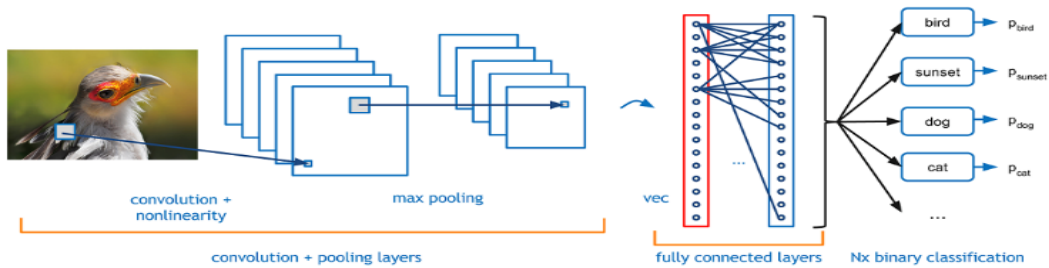 bird
p_bird
sunset
p_sunset
dog
p_dog
cat
p_cat
...
...
convolution +
nonlinearity
max pooling
vec
convolution + pooling layers
fully connected layers
Nx binary classification